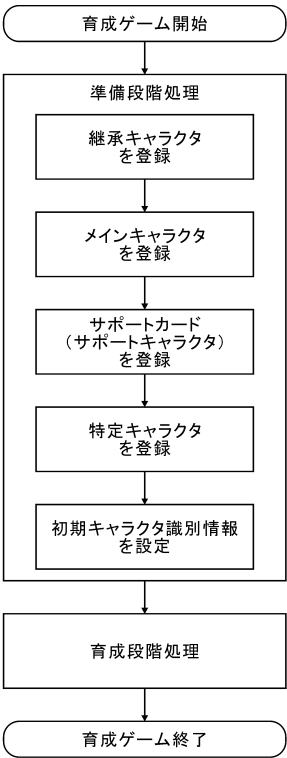 育成ゲーム開始
準備段階処理
継承キャラクタ
を登録
メインキャラクタ
を登録
サポートカード
（サポートキャラクタ）
を登録
特定キャラクタ
を登録
初期キャラクタ識別情報
を設定
育成段階処理
育成ゲーム終了